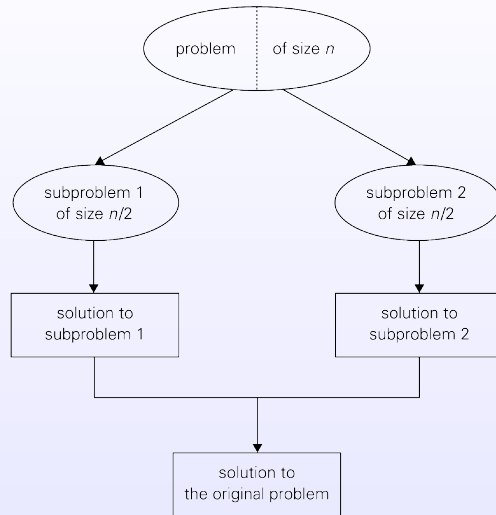 problem of size n
subproblem 1
of size n/2
subproblem 2
of size n/2
solution to
subproblem 1
solution to
subproblem 2
solution to
the original problem